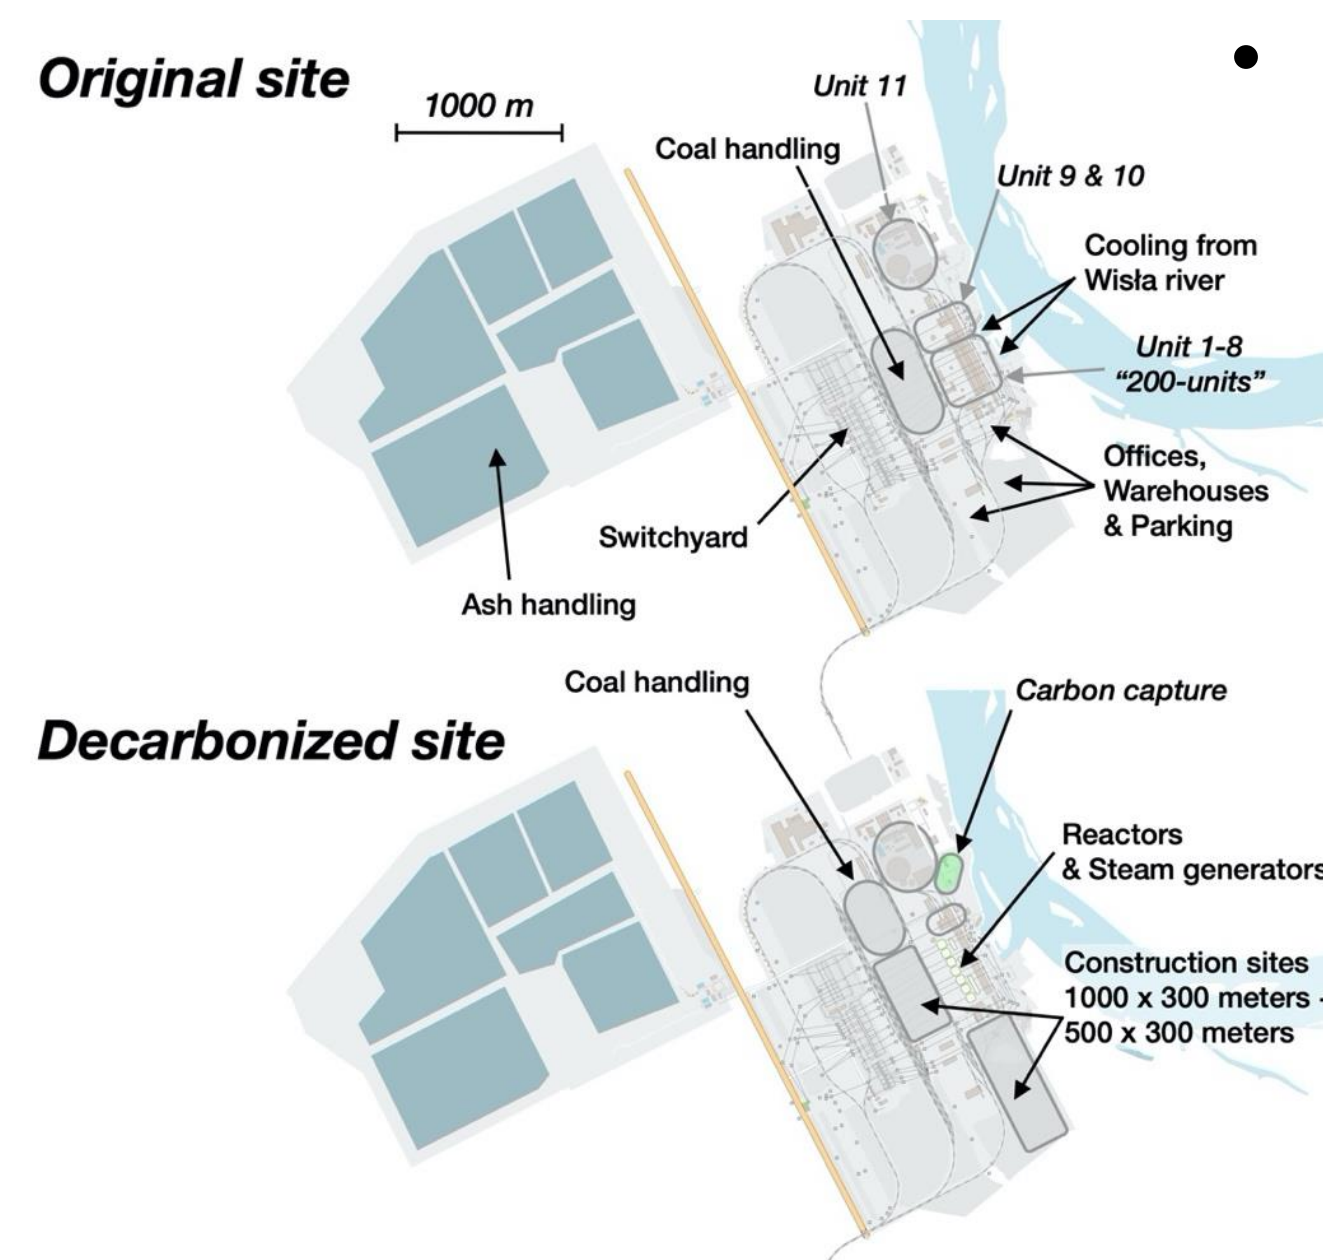 Original site
1000 m
Unit 11
Coal handling
Unit 9 & 10
Cooling from
Wisła river
Unit 1-8
“200-units”
Offices,
Warehouses
& Parking
Switchyard
Ash handling
Coal handling
Carbon capture
Decarbonized site
Reactors
& Steam generators
Construction sites
1000 x 300 meters -
500 x 300 meters